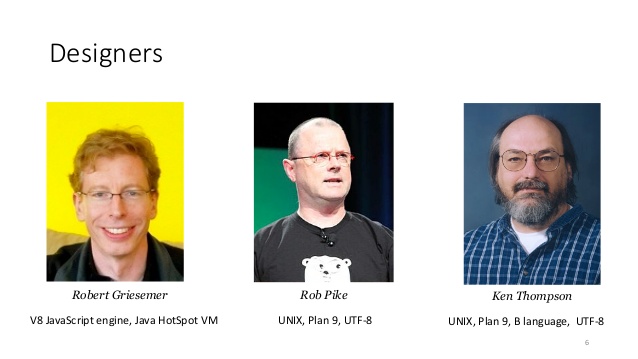 Designers
Robert Griesemer
Rob Pike
Ken Thompson
V8 JavaScript engine, Java HotSpot VM
UNIX, Plan 9, UTF-8
UNIX, Plan 9, B language, UTF-8
6